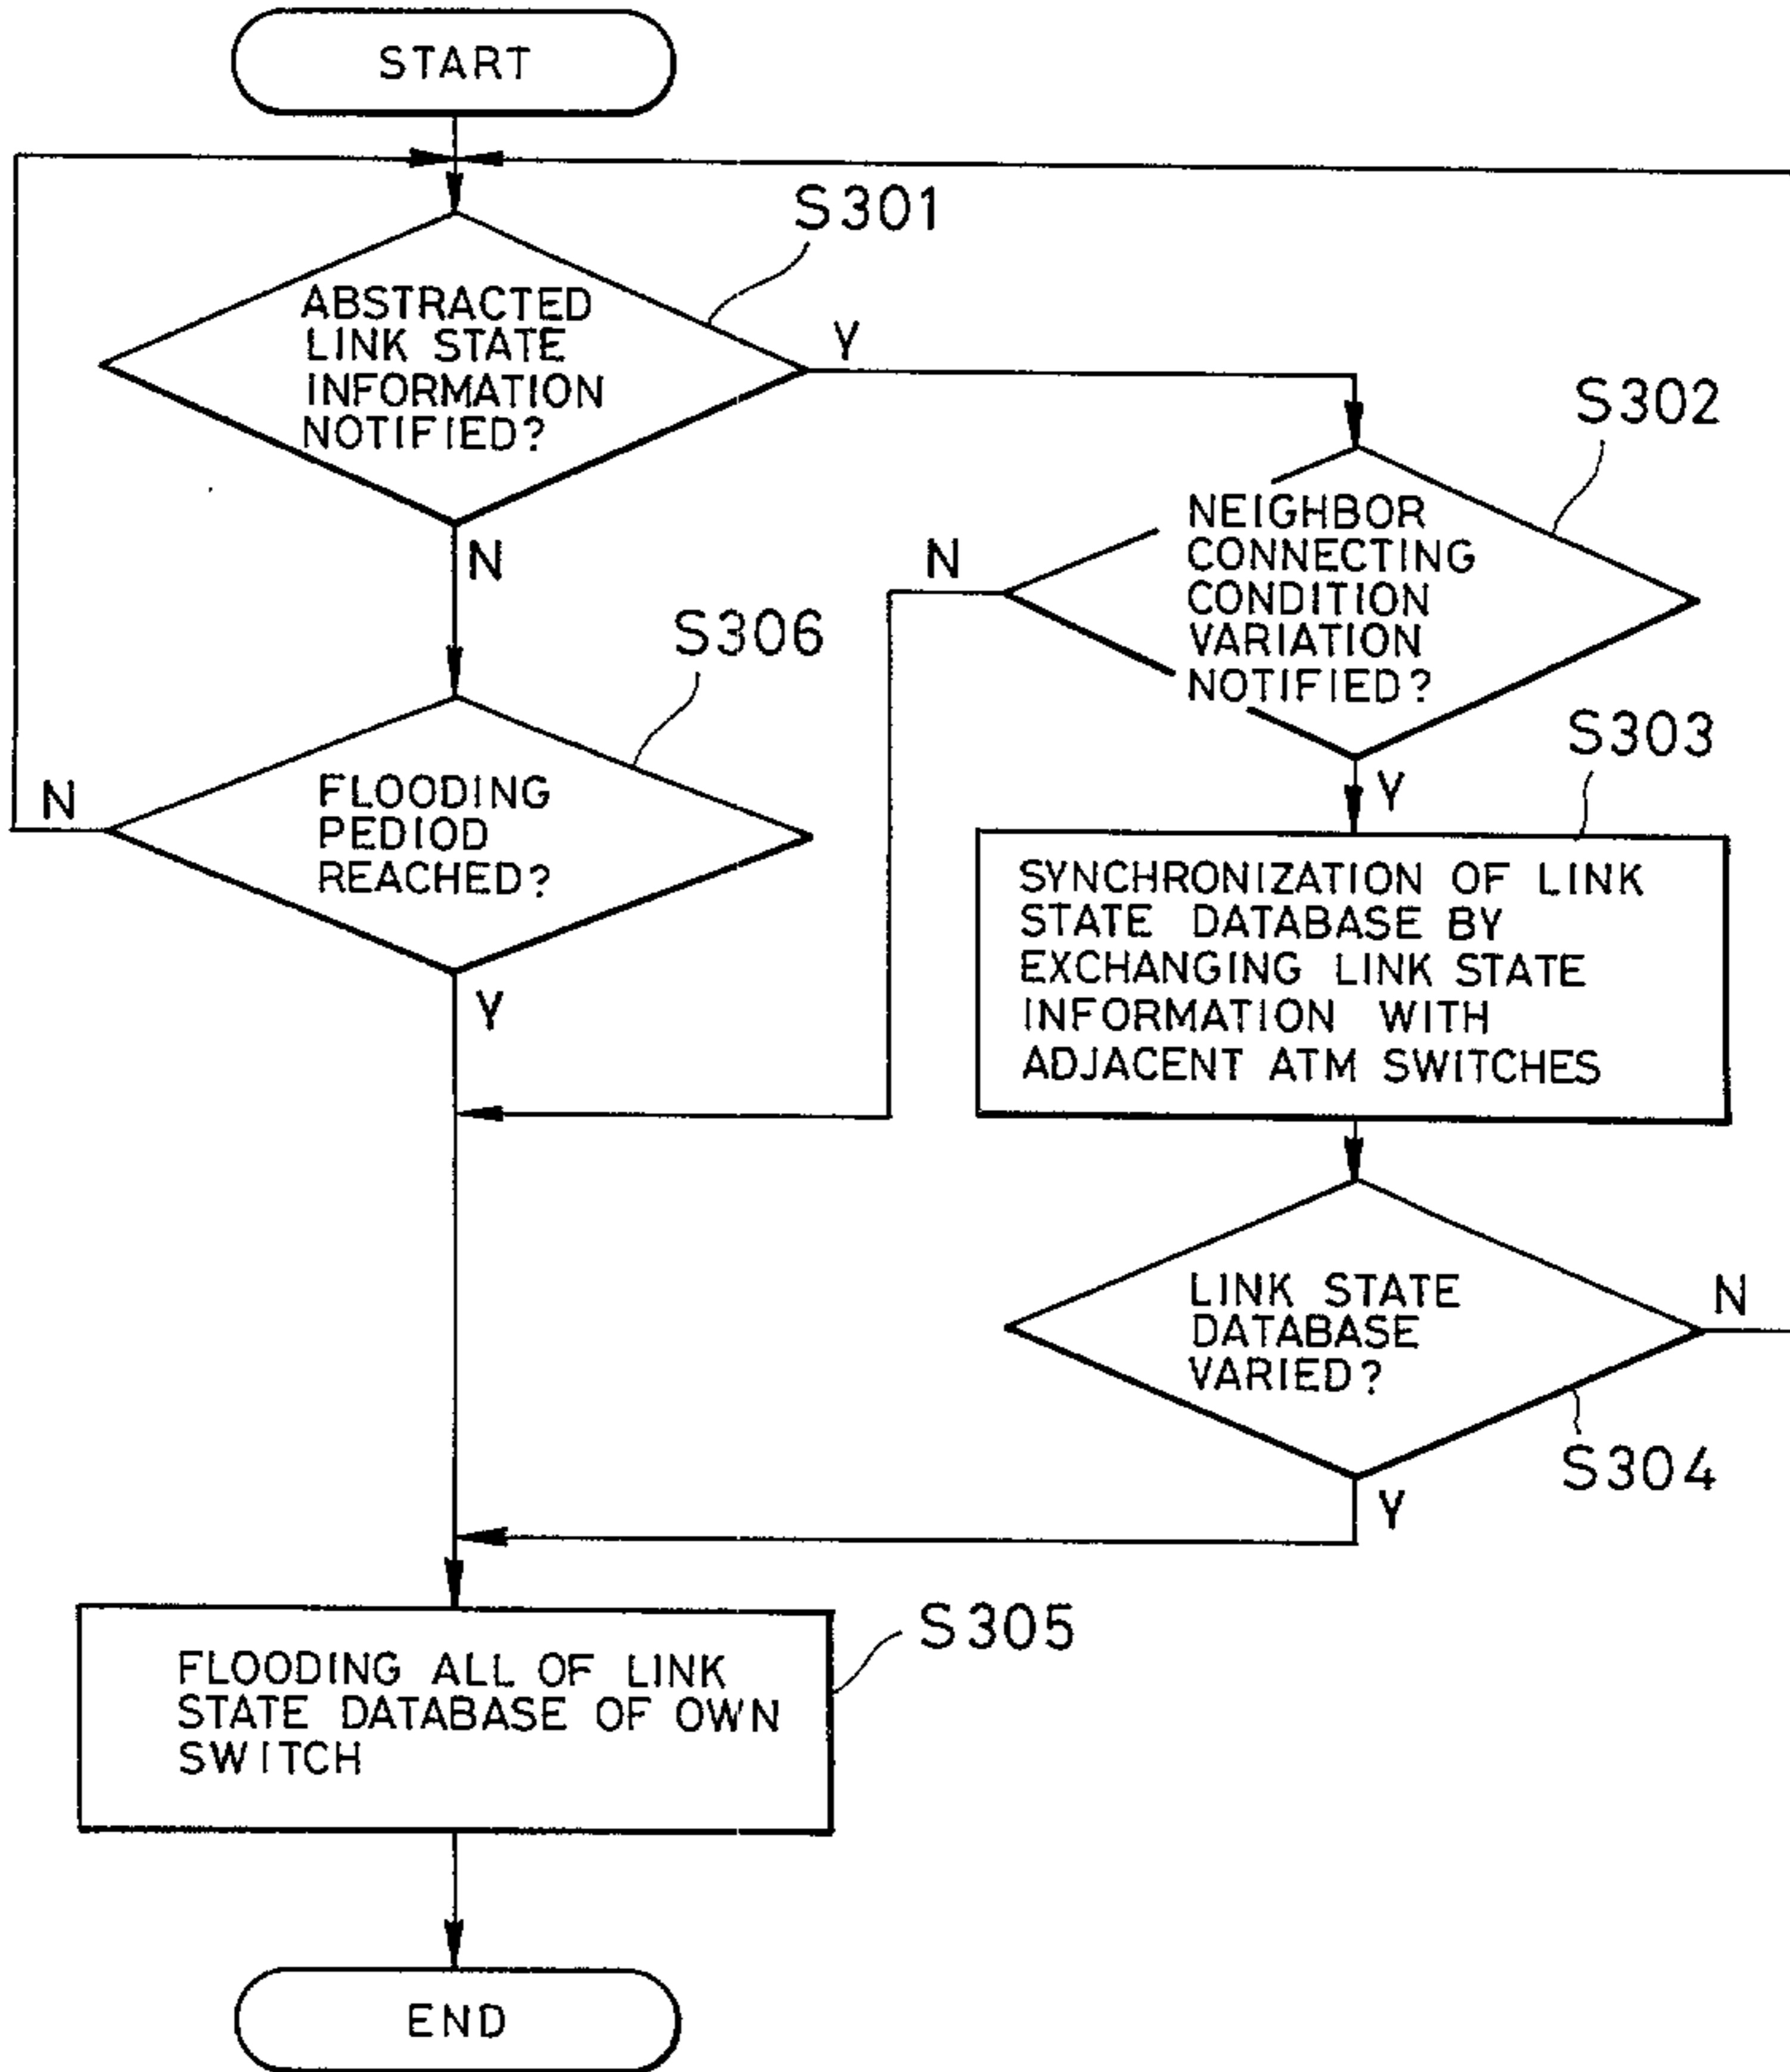 START
S301
ABSTRACTED
LINK STATE
INFORMATION
NOTIFIED?
Y
N
S302
NEIGHBOR
CONNECTING
CONDITION
VARIATION
NOTIFIED?
N
Y
S306
FLOODING
PEDIOD
REACHED?
N
Y
S303
SYNCHRONIZATION OF LINK
STATE DATABASE BY
EXCHANGING LINK STATE
INFORMATION WITH
ADJACENT ATM SWITCHES
LINK STATE
DATABASE
VARIED?
N
Y
S304
S305
FLOODING ALL OF LINK
STATE DATABASE OF OWN
SWITCH
END